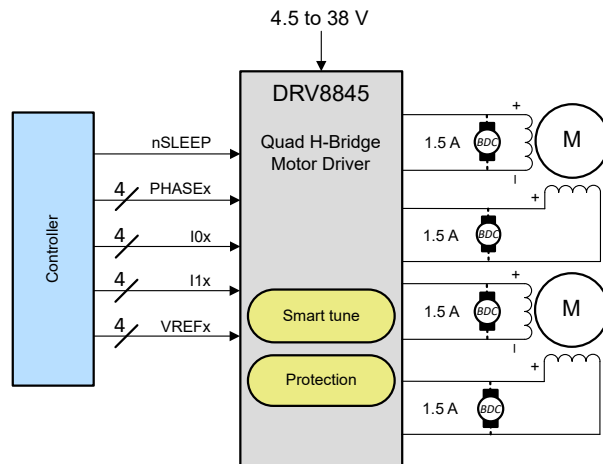 4.5 to 38 V
DRV8845
Quad H-Bridge
Motor Driver
Controller
nSLEEP
4 PHASEx
4 I0x
4 I1x
4 VREFx
Smart tune
Protection
+
1.5 A BDC M
–
+
1.5 A BDC
+
1.5 A BDC M
–
+
1.5 A BDC